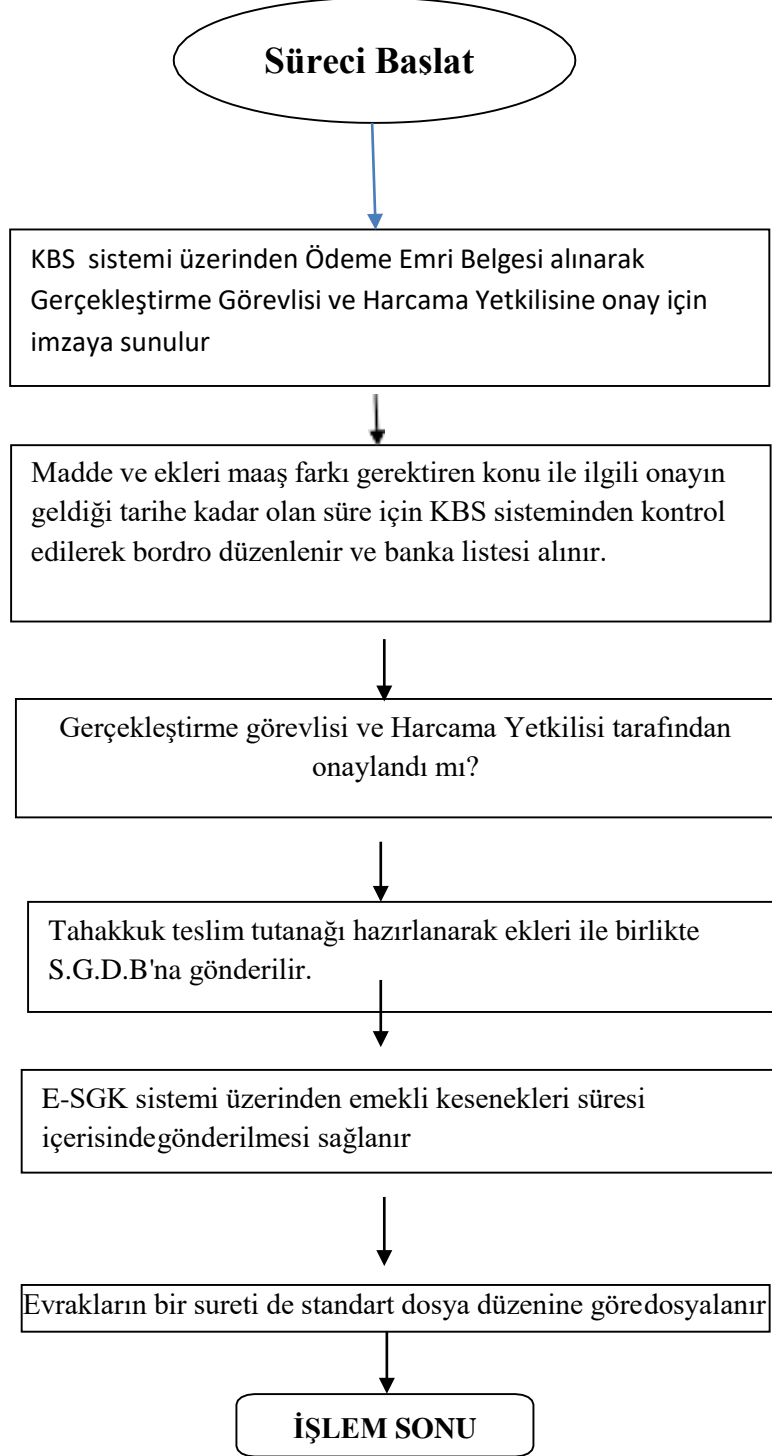 Süreci Başlat
KBS sistemi üzerinden Ödeme Emri Belgesi alınarak
Gerçekleştirme Görevlisi ve Harcama Yetkilisine onay için
imzaya sunulur
Madde ve ekleri maaş farkı gerektiren konu ile ilgili onayın
geldiği tarihe kadar olan süre için KBS sisteminden kontrol
edilerek bordro düzenlenir ve banka listesi alınır.
Gerçekleştirme görevlisi ve Harcama Yetkilisi tarafından
onaylandı mı?
Tahakkuk teslim tutanağı hazırlanarak ekleri ile birlikte
S.G.D.B'na gönderilir.
E-SGK sistemi üzerinden emekli kesenekleri süresi
içerisindegönderilmesi sağlanır
Evrakların bir sureti de standart dosya düzenine göredosyalanır
İŞLEM SONU